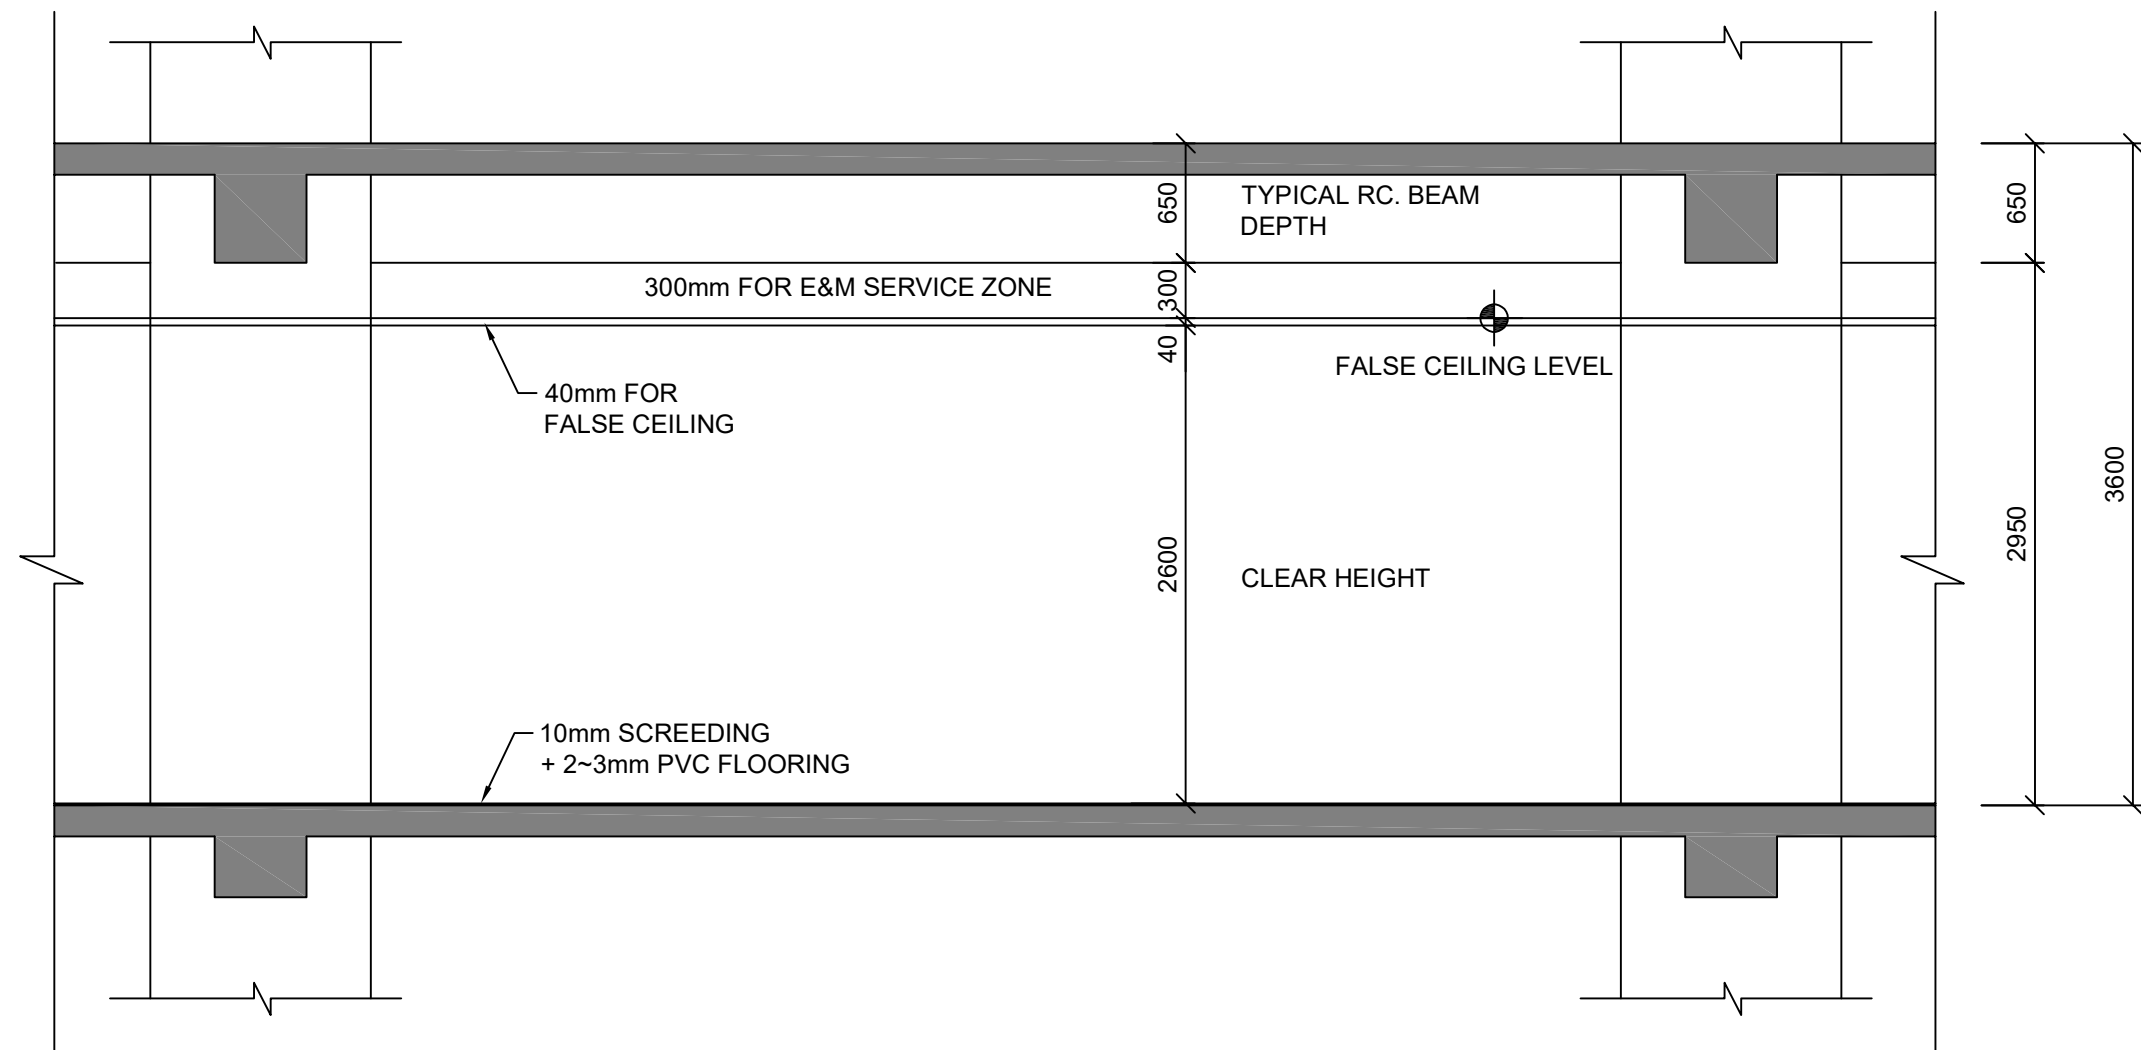 650
TYPICAL RC. BEAM
DEPTH
650
300mm FOR E&M SERVICE ZONE
300
40
FALSE CEILING LEVEL
40mm FOR
FALSE CEILING
3600
2950
2600
CLEAR HEIGHT
10mm SCREEDING
+ 2~3mm PVC FLOORING